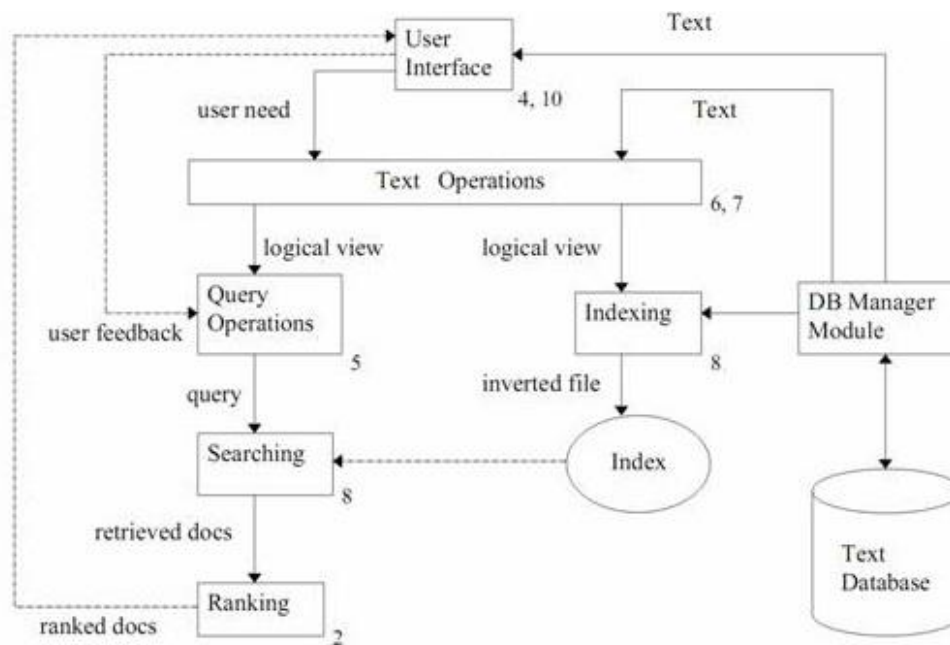 Text
User
Interface
4, 10
user need
Text
Text Operations
6, 7
logical view
logical view
Query
Operations
Indexing
DB Manager
Module
user feedback
5
8
query
inverted file
Searching
Index
8
retrieved docs
Text
Database
Ranking
ranked docs
2